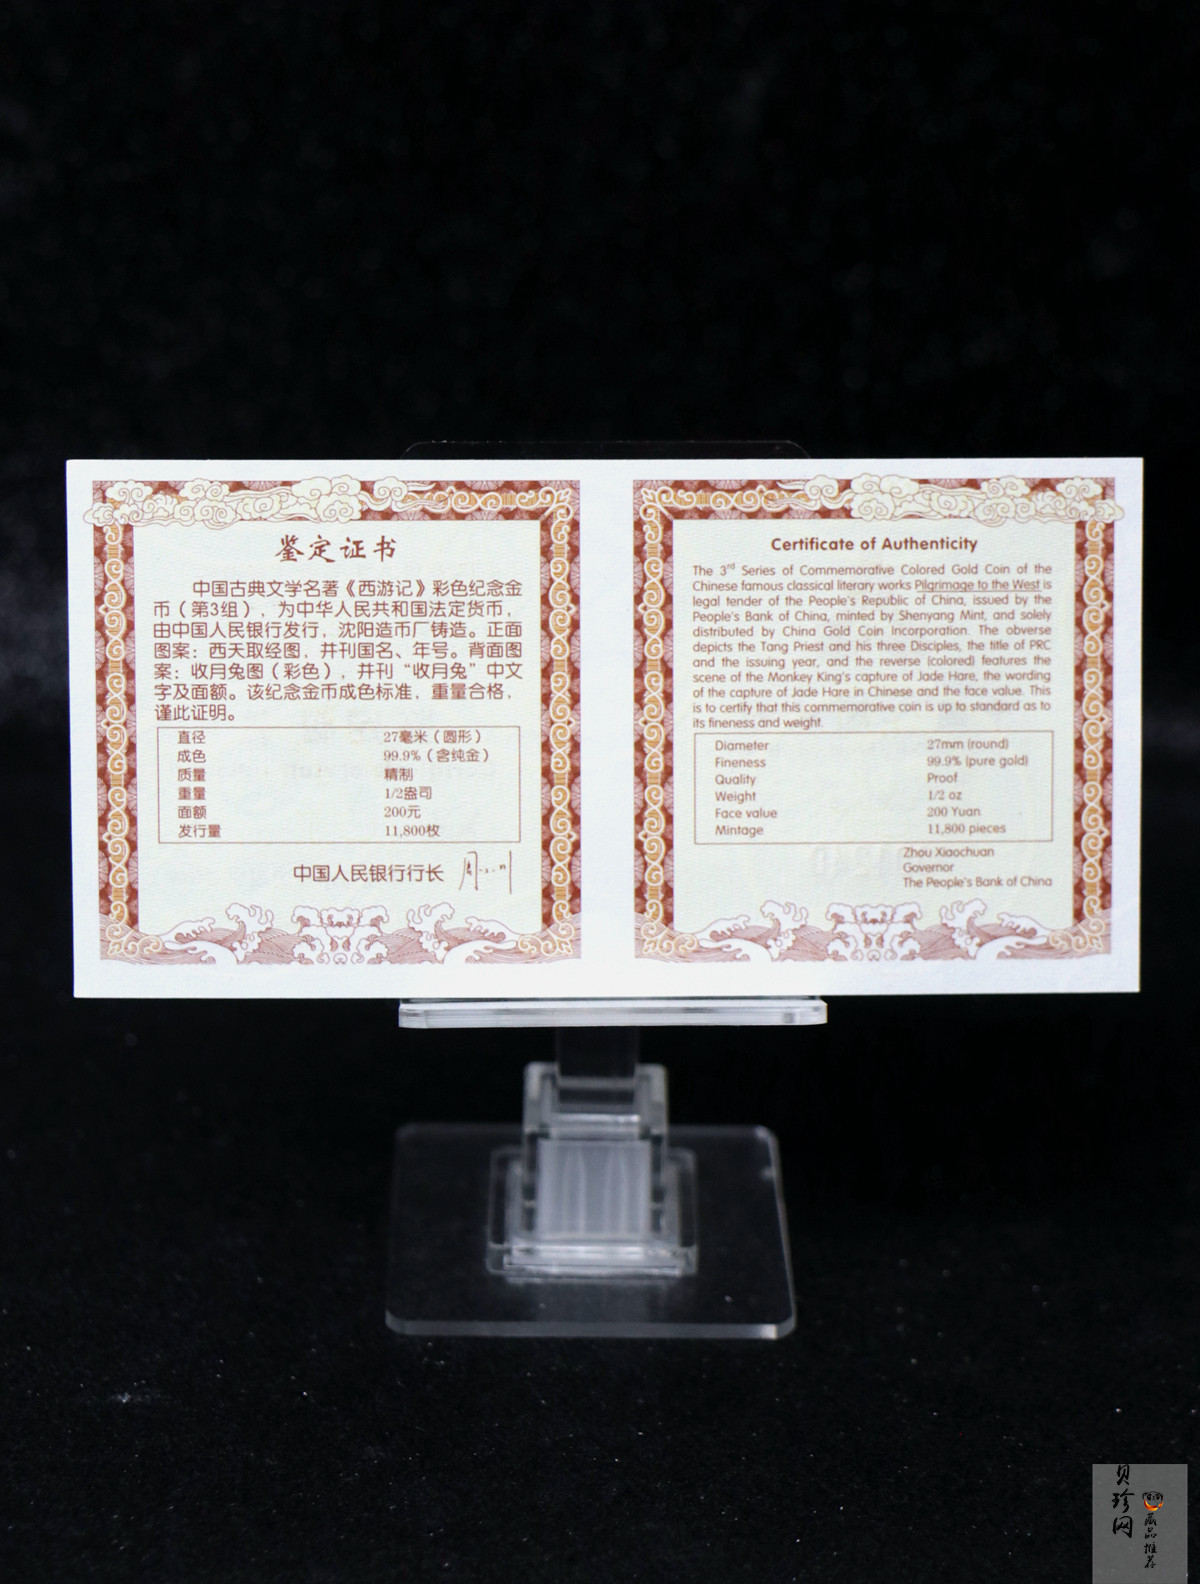 鉴定证书
中国古典文学名著《西游记》彩色纪念金
币（第3组），为中华人民共和国法定货币，
由中国人民银行发行，沈阳造币厂铸造。正面
图案：西天取经图，并刊国名、年号。背面图
案：收月兔图（彩色），并刊“收月兔”中文
字及面额。该纪念金币成色标准，重量合格，
谨此证明。
直径 27毫米（圆形）
成色 99.9%（含纯金）
质量 精制
重量 1/2盎司
面额 200元
发行量 11,800枚
中国人民银行行长
Certificate of Authenticity
The 3rd Series of Commemorative Colored Gold Coin of the
Chinese famous classical literary works Pilgrimage to the West is
legal tender of the People's Republic of China, issued by the
People's Bank of China, minted by Shenyang Mint, and solely
distributed by China Gold Coin Incorporation. The obverse
depicts the Tang Priest and his three Disciples, the title of PRC
and the issuing year, and the reverse (colored) features the
scene of the Monkey King's capture of Jade Hare, the wording
of the capture of Jade Hare in Chinese and the face value. This
is to certify that this commemorative coin is up to standard as to
its fineness and weight.
Diameter 27mm (round)
Fineness 99.9% (pure gold)
Quality Proof
Weight 1/2 oz
Face value 200 Yuan
Mintage 11,800 pieces
Zhou Xiaochuan
Governor
The People's Bank of China
贝珍网
藏品推荐